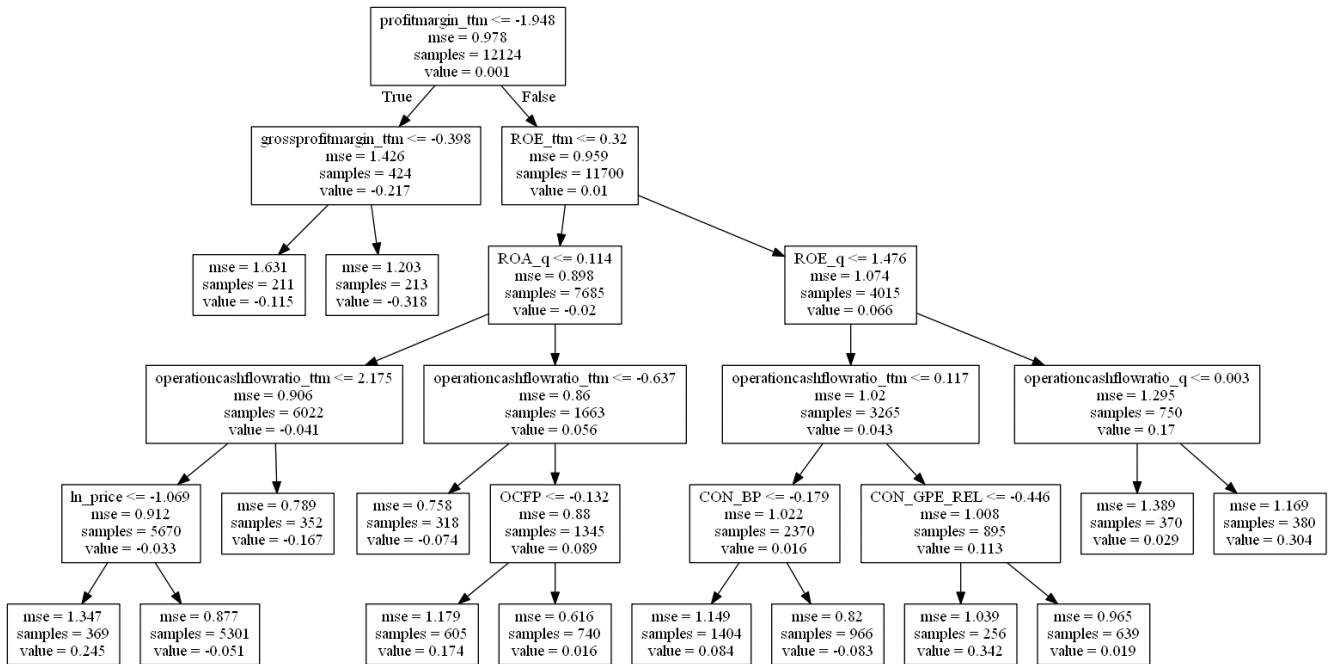 profitmargin_ttm <= -1.948
mse = 0.978
samples = 12124
value = 0.001
True
False
grossprofitmargin_ttm <= -0.398
mse = 1.426
samples = 424
value = -0.217
ROE_ttm <= 0.32
mse = 0.959
samples = 11700
value = 0.01
mse = 1.631
samples = 211
value = -0.115
mse = 1.203
samples = 213
value = -0.318
ROA_q <= 0.114
mse = 0.898
samples = 7685
value = -0.02
ROE_q <= 1.476
mse = 1.074
samples = 4015
value = 0.066
operationcashflowratio_ttm <= 2.175
mse = 0.906
samples = 6022
value = -0.041
operationcashflowratio_ttm <= -0.637
mse = 0.86
samples = 1663
value = 0.056
operationcashflowratio_ttm <= 0.117
mse = 1.02
samples = 3265
value = 0.043
operationcashflowratio_q <= 0.003
mse = 1.295
samples = 750
value = 0.17
ln_price <= -1.069
mse = 0.912
samples = 5670
value = -0.033
mse = 0.789
samples = 352
value = -0.167
mse = 0.758
samples = 318
value = -0.074
OCFP <= -0.132
mse = 0.88
samples = 1345
value = 0.089
CON_BP <= -0.179
mse = 1.022
samples = 2370
value = 0.016
CON_GPE_REL <= -0.446
mse = 1.008
samples = 895
value = 0.113
mse = 1.389
samples = 370
value = 0.029
mse = 1.169
samples = 380
value = 0.304
mse = 1.347
samples = 369
value = 0.245
mse = 0.877
samples = 5301
value = -0.051
mse = 1.179
samples = 605
value = 0.174
mse = 0.616
samples = 740
value = 0.016
mse = 1.149
samples = 1404
value = 0.084
mse = 0.82
samples = 966
value = -0.083
mse = 1.039
samples = 256
value = 0.342
mse = 0.965
samples = 639
value = 0.019